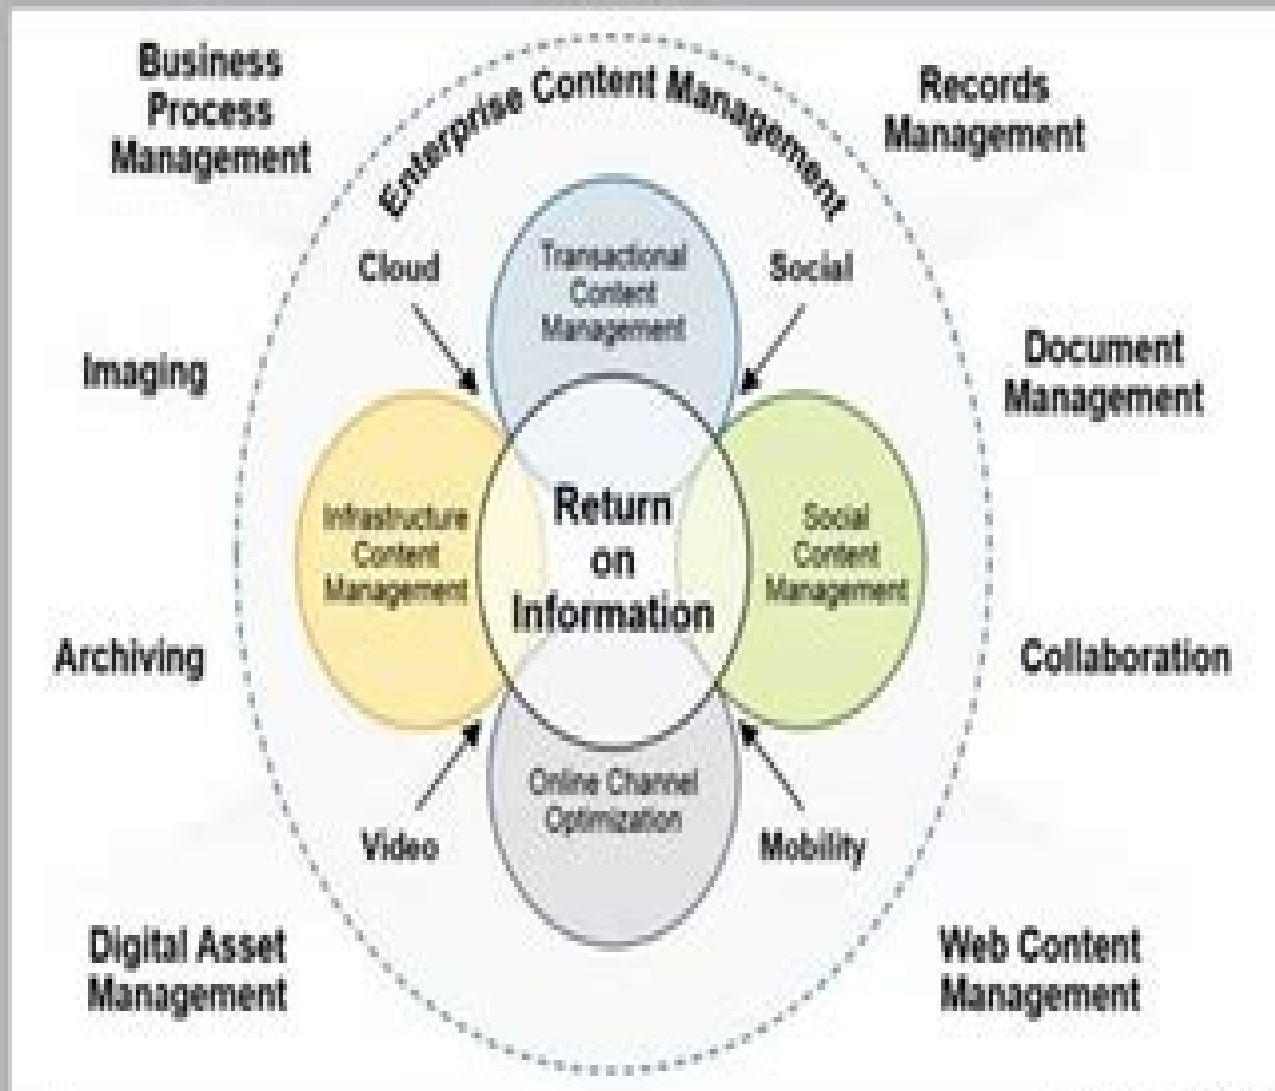 Business
Process
Management
Enterprise Content Management
Records
Management
Cloud
Transactional
Content
Management
Social
Imaging
Document
Management
Infrastructure
Content
Management
Return
on
Information
Social
Content
Management
Archiving
Collaboration
Online Channel
Optimization
Video
Mobility
Digital Asset
Management
Web Content
Management